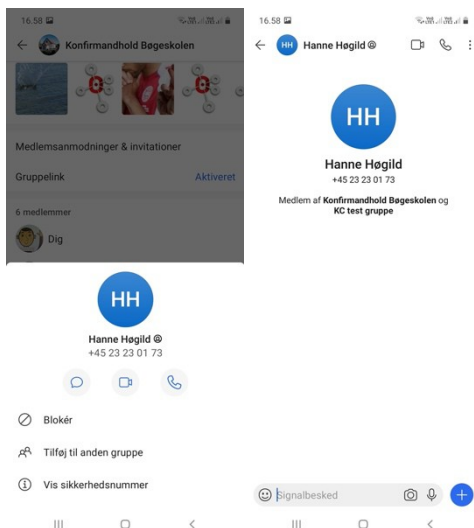 16.58
Konfirmandhold Bøgeskolen
Medlemsanmodninger & invitationer
Gruppelink Aktiveret
6 medlemmer
Dig
HH
Hanne Høgild
+45 23 23 01 73
Blokér
Tilføj til anden gruppe
Vis sikkerhedsnummer
16.58
HH Hanne Høgild
HH
Hanne Høgild
+45 23 23 01 73
Medlem af Konfirmandhold Bøgeskolen og
KC test gruppe
Signalbesked